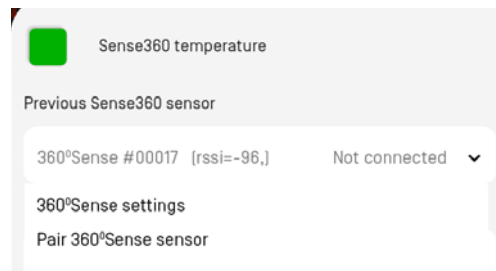 Sense360 temperature
Previous Sense360 sensor
360ºSense #00017 (rssi=-96,) Not connected
360ºSense settings
Pair 360ºSense sensor